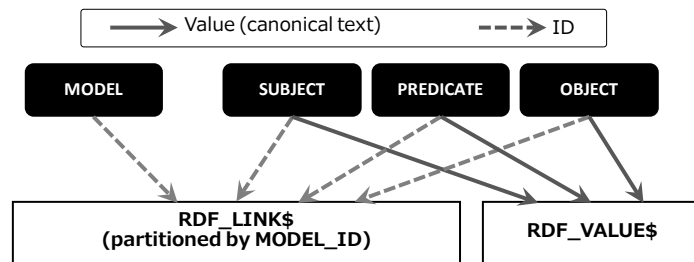 Value (canonical text)
ID
MODEL
SUBJECT
PREDICATE
OBJECT
RDF_LINK$
(partitioned by MODEL_ID)
RDF_VALUE$